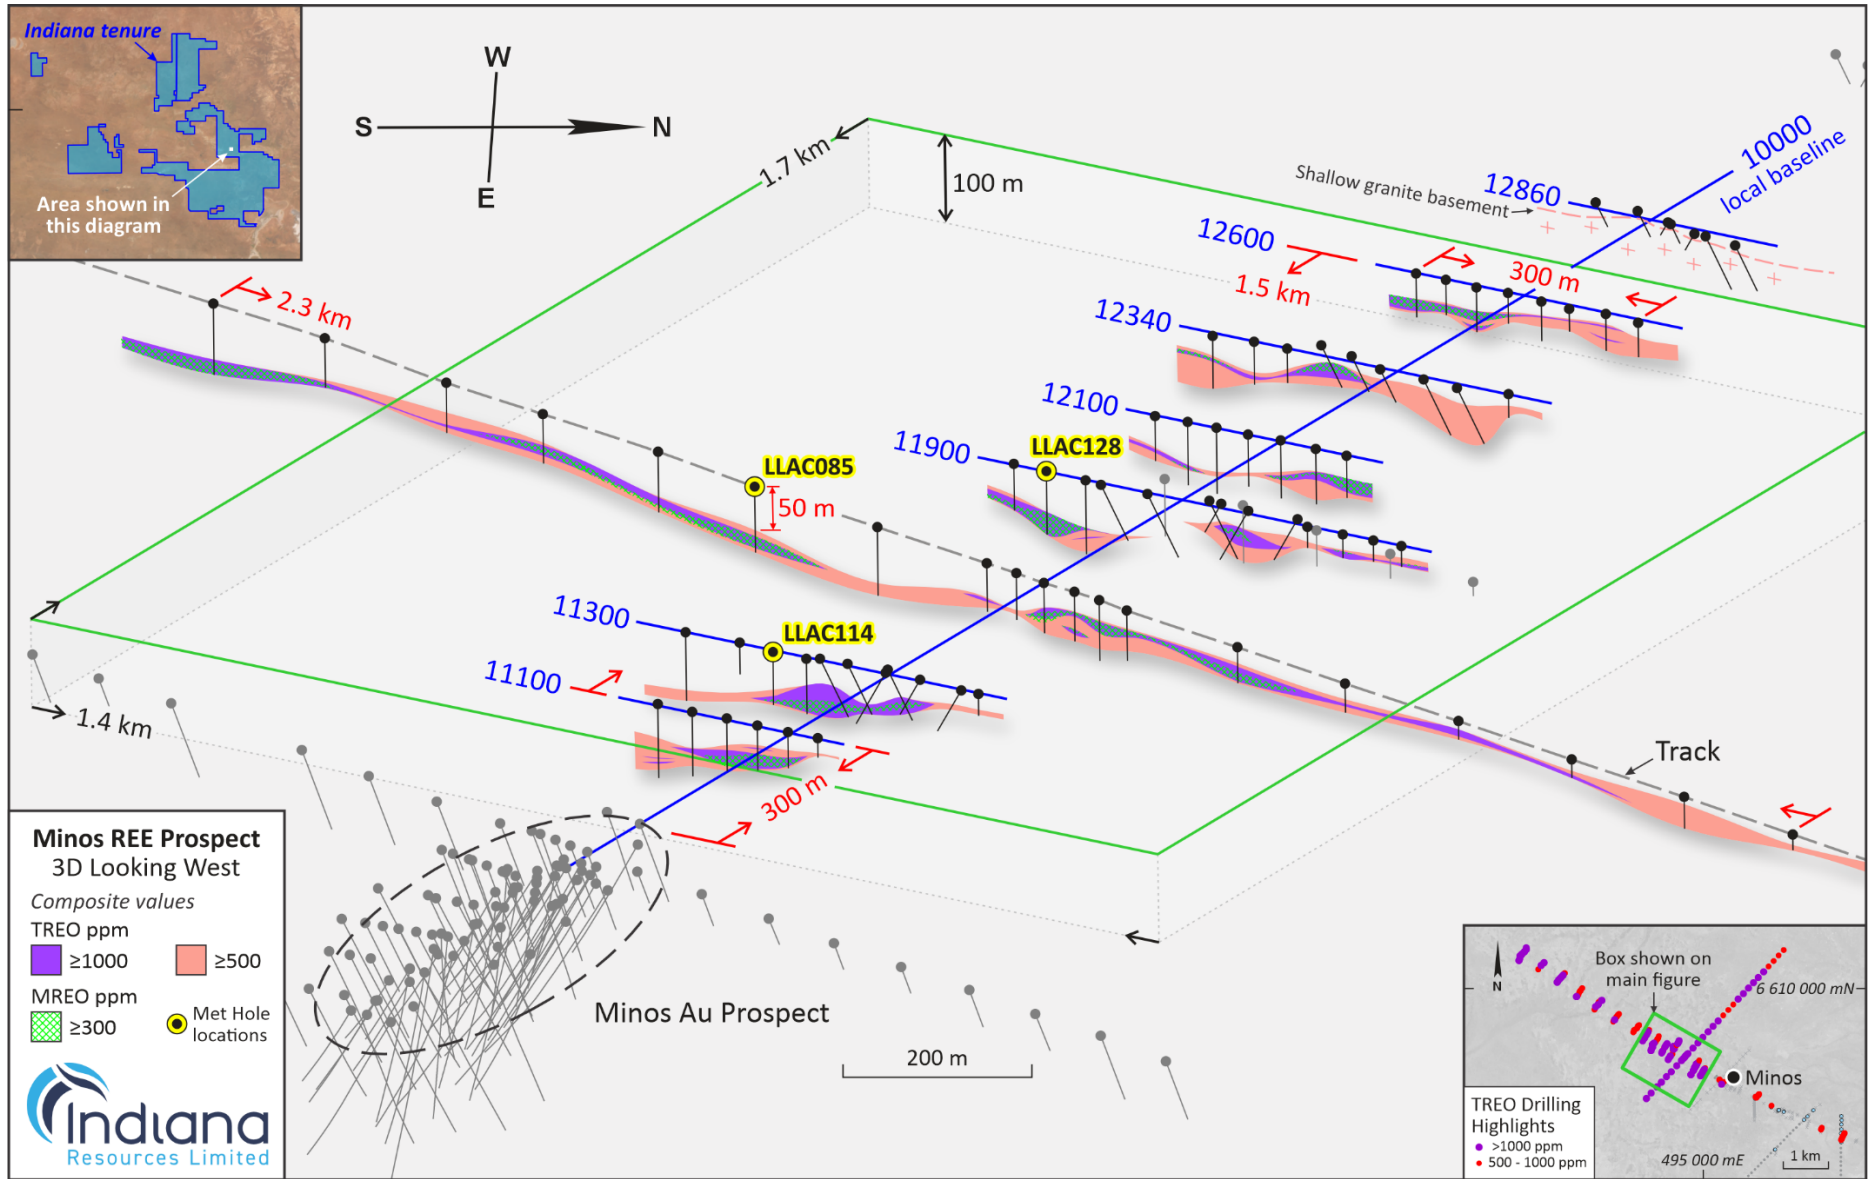 Indiana tenure
Area shown in
this diagram
W
S
N
E
1.7 km
100 m
10000
local baseline
Shallow granite basement
12860
12600
300 m
1.5 km
2.3 km
12340
12100
11900
LLAC128
LLAC085
50 m
11300
LLAC114
11100
1.4 km
Track
300 m
Minos REE Prospect
3D Looking West
Composite values
TREO ppm
≥1000
≥500
MREO ppm
≥300
Met Hole
locations
Indiana
Resources Limited
Minos Au Prospect
200 m
Box shown on
main figure
N
6 610 000 mN
Minos
TREO Drilling
Highlights
>1000 ppm
500 - 1000 ppm
495 000 mE
1 km